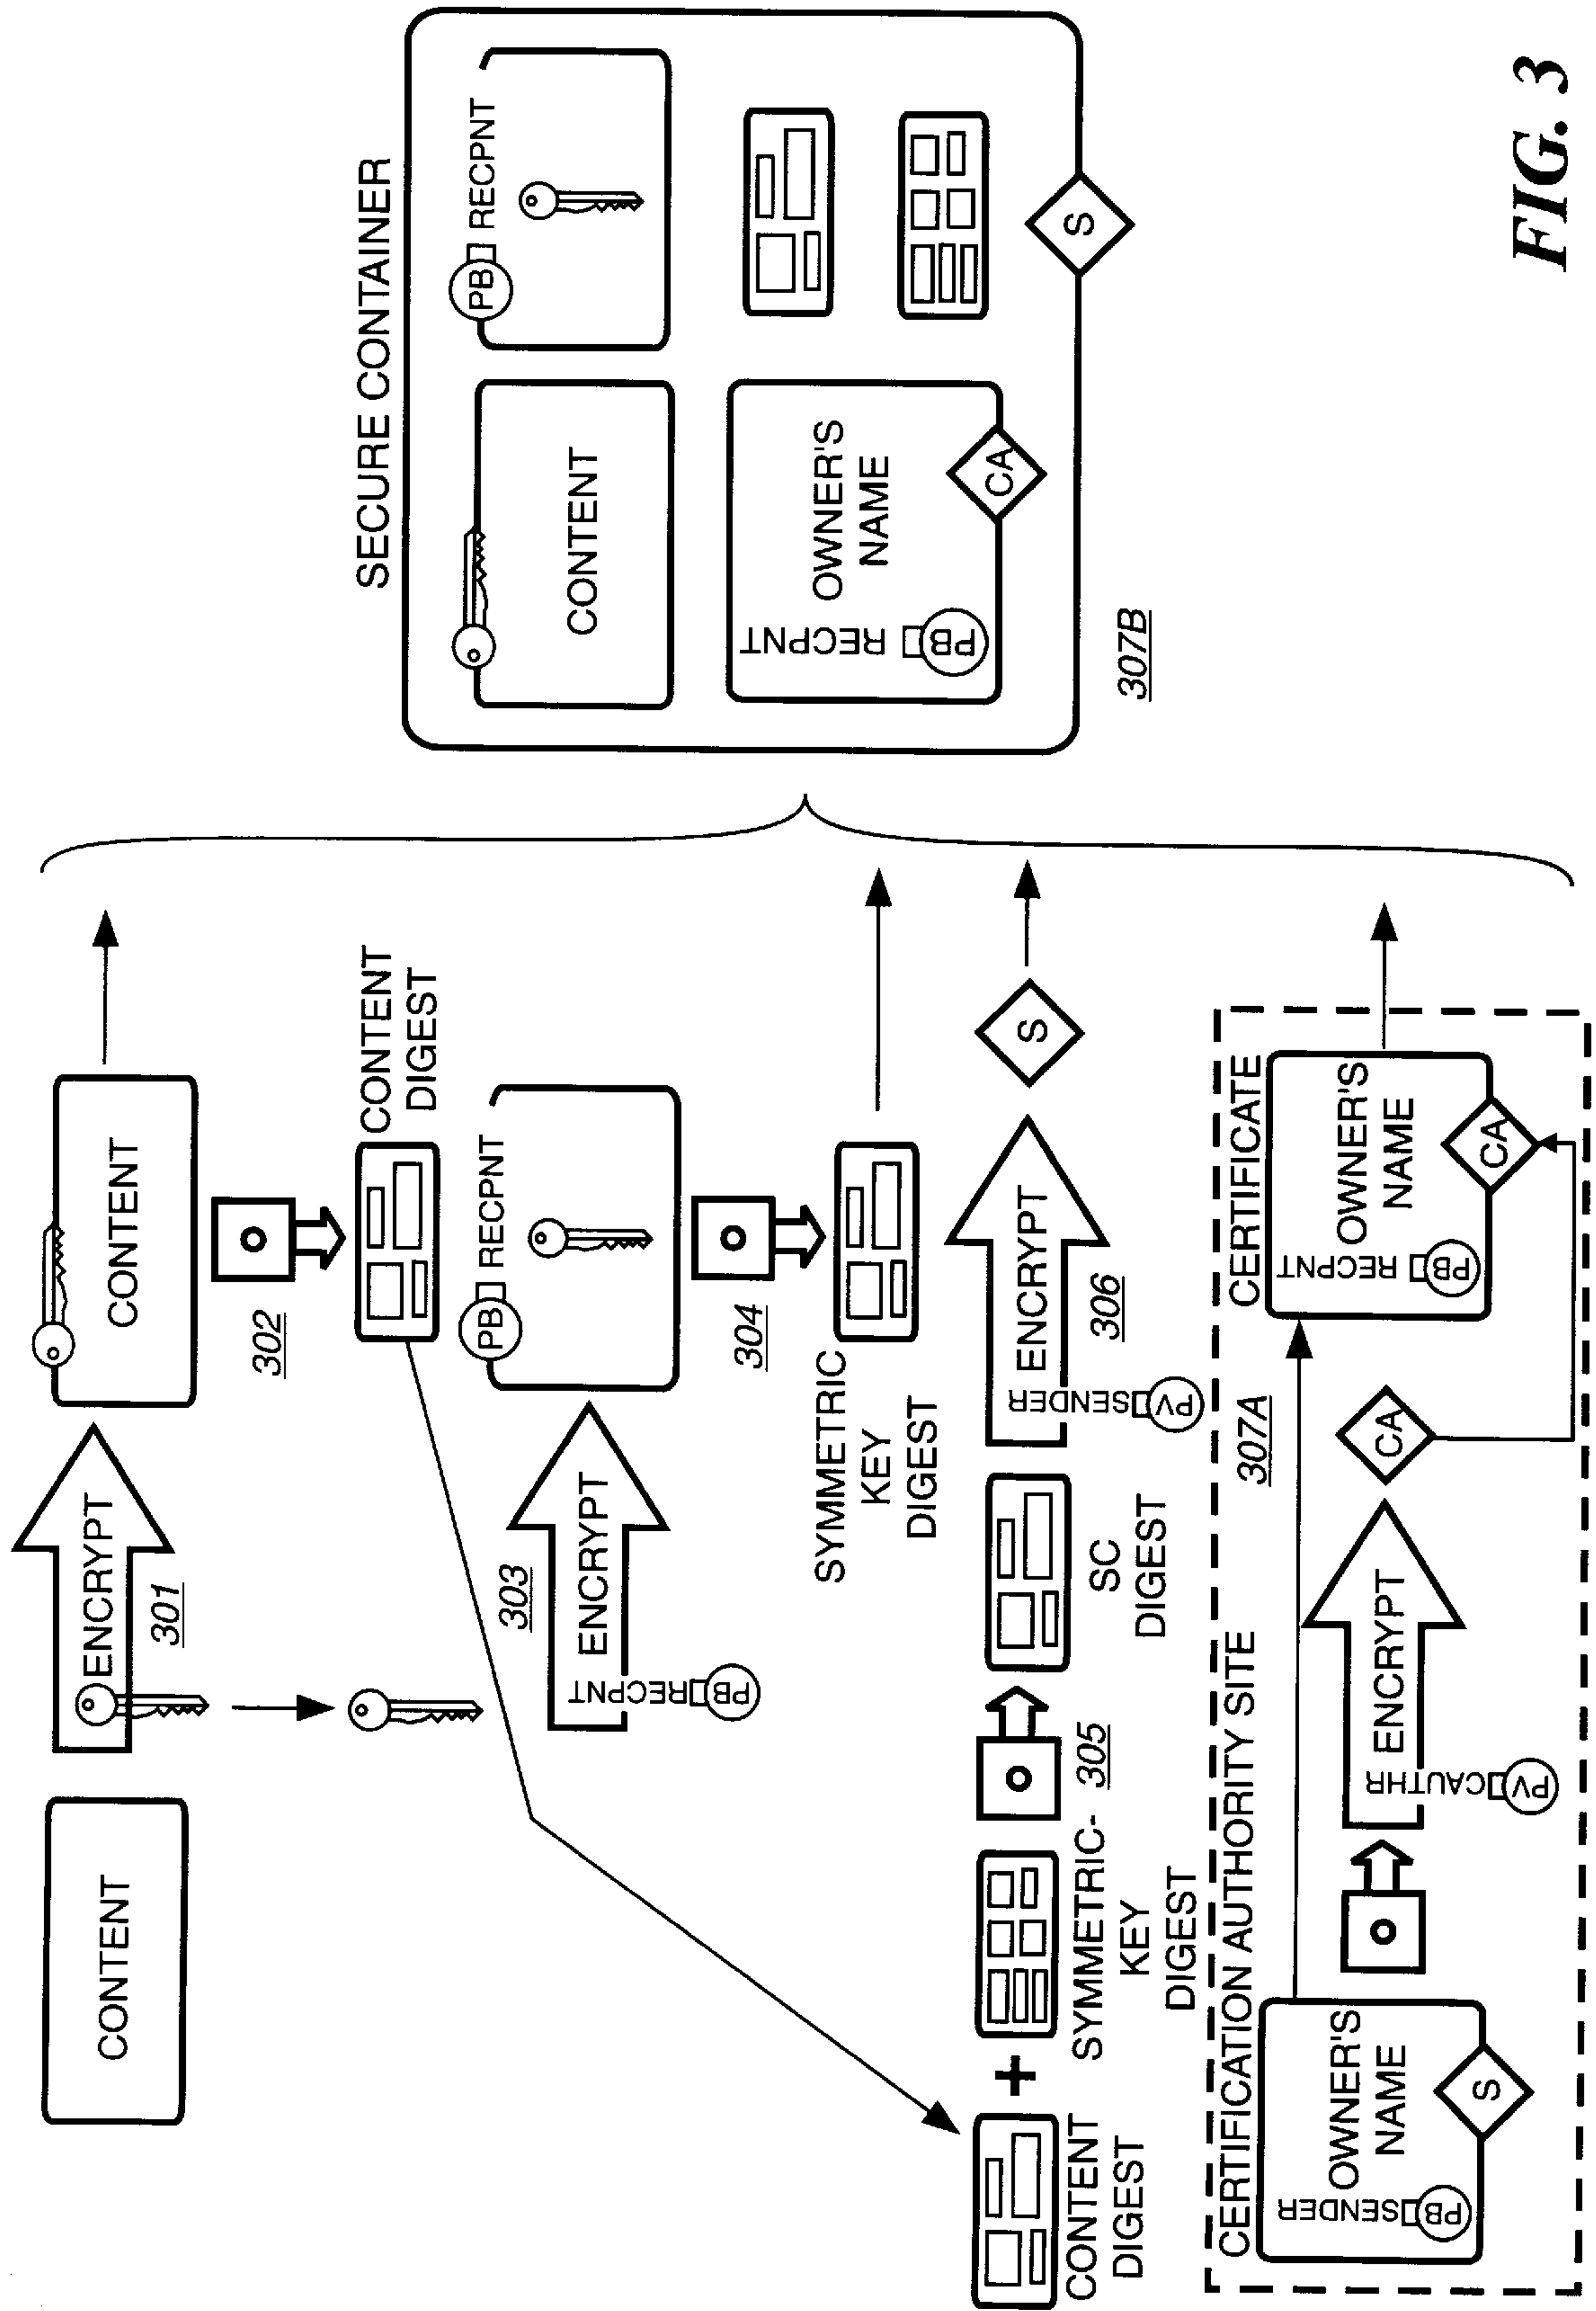 CONTENT
ENCRYPT
301
CONTENT
302
CONTENT
DIGEST
303
ENCRYPT
RECPNT
PB
PB RECPNT
304
SYMMETRIC
KEY
DIGEST
CONTENT
DIGEST
+
SYMMETRIC-
KEY
DIGEST
305
SC
DIGEST
ENCRYPT
SENDER
PV
306
S
CERTIFICATION AUTHORITY SITE
307A
CERTIFICATE
OWNER'S
NAME
SENDER
PB
S
ENCRYPT
CAUTHR
PV
CA
OWNER'S
NAME
RECPNT
PB
CA
SECURE CONTAINER
CONTENT
PB RECPNT
OWNER'S
NAME
RECPNT
PB
CA
S
307B
FIG. 3